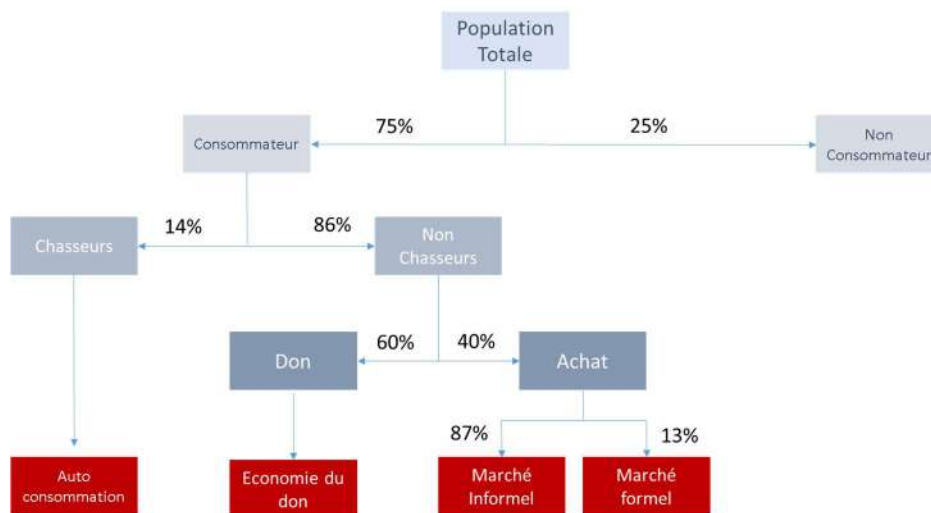 Population
Totale
75%
25%
Consommateur
Non
Consommateur
14%
86%
Chasseurs
Non
Chasseurs
60%
40%
Don
Achat
87%
13%
Auto
consommation
Economie du
don
Marché
Informel
Marché
formel